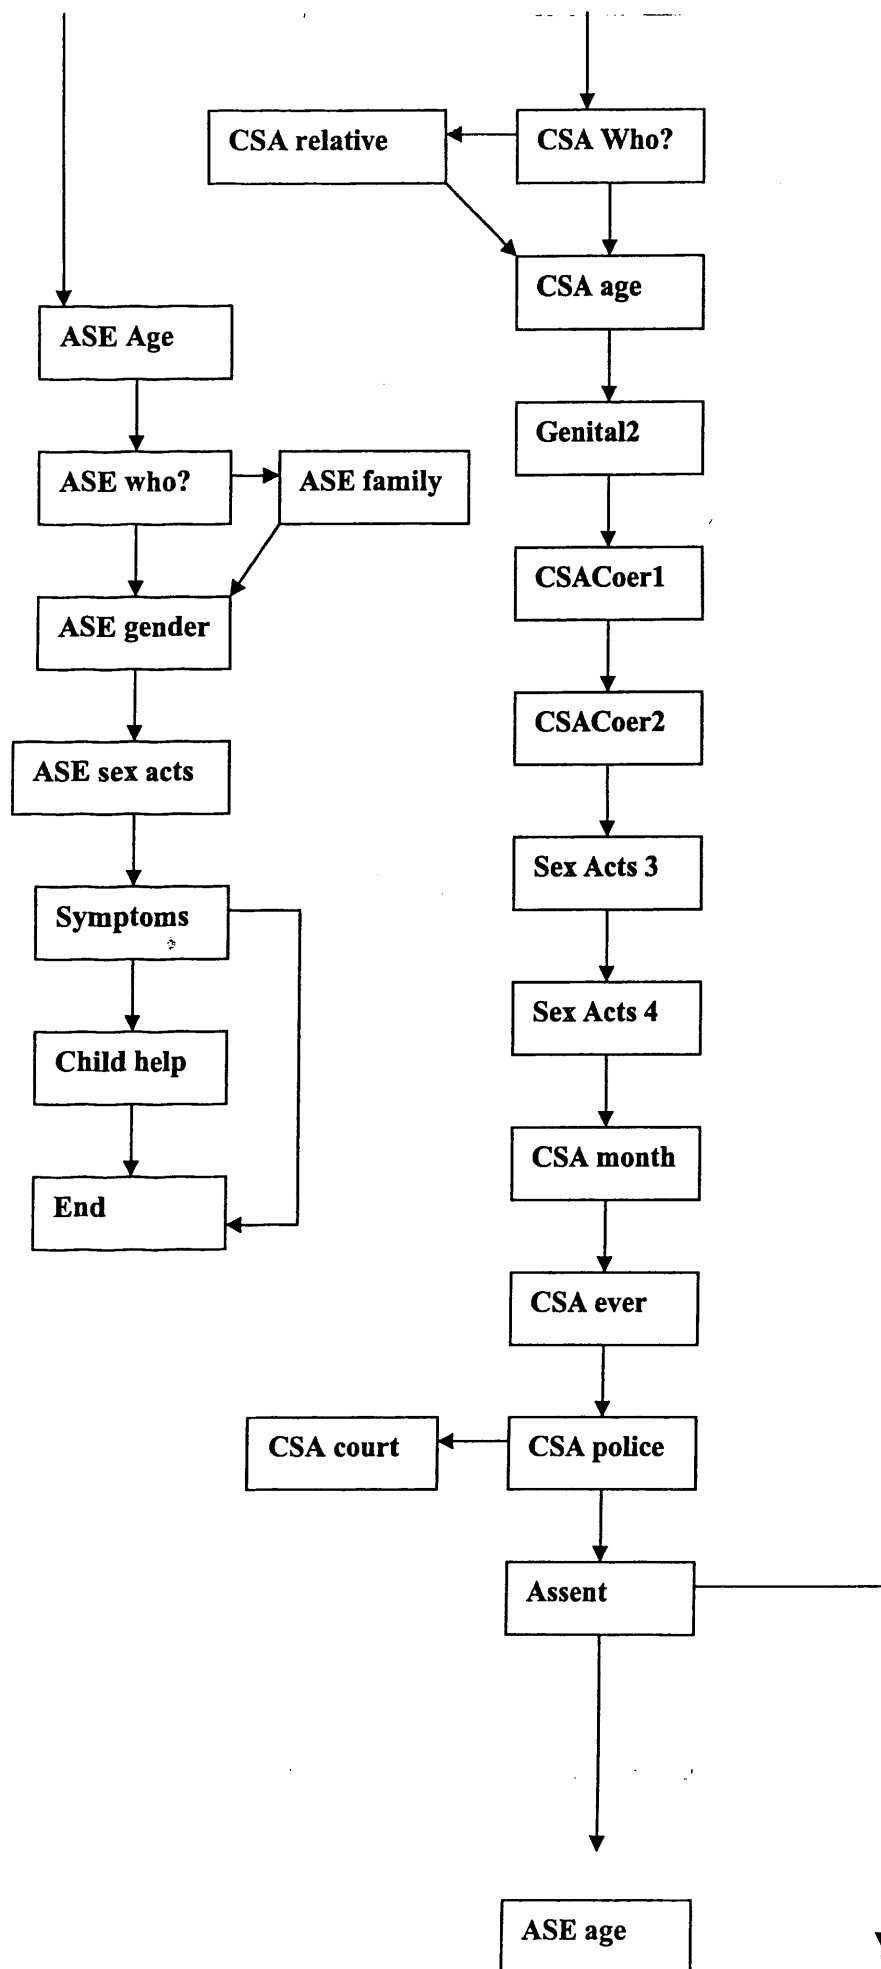 CSA relative
CSA Who?
CSA age
ASE Age
Genital2
ASE who?
ASE family
CSACoer1
ASE gender
CSACoer2
ASE sex acts
Sex Acts 3
Symptoms
Sex Acts 4
Child help
CSA month
End
CSA ever
CSA court
CSA police
Assent
ASE age